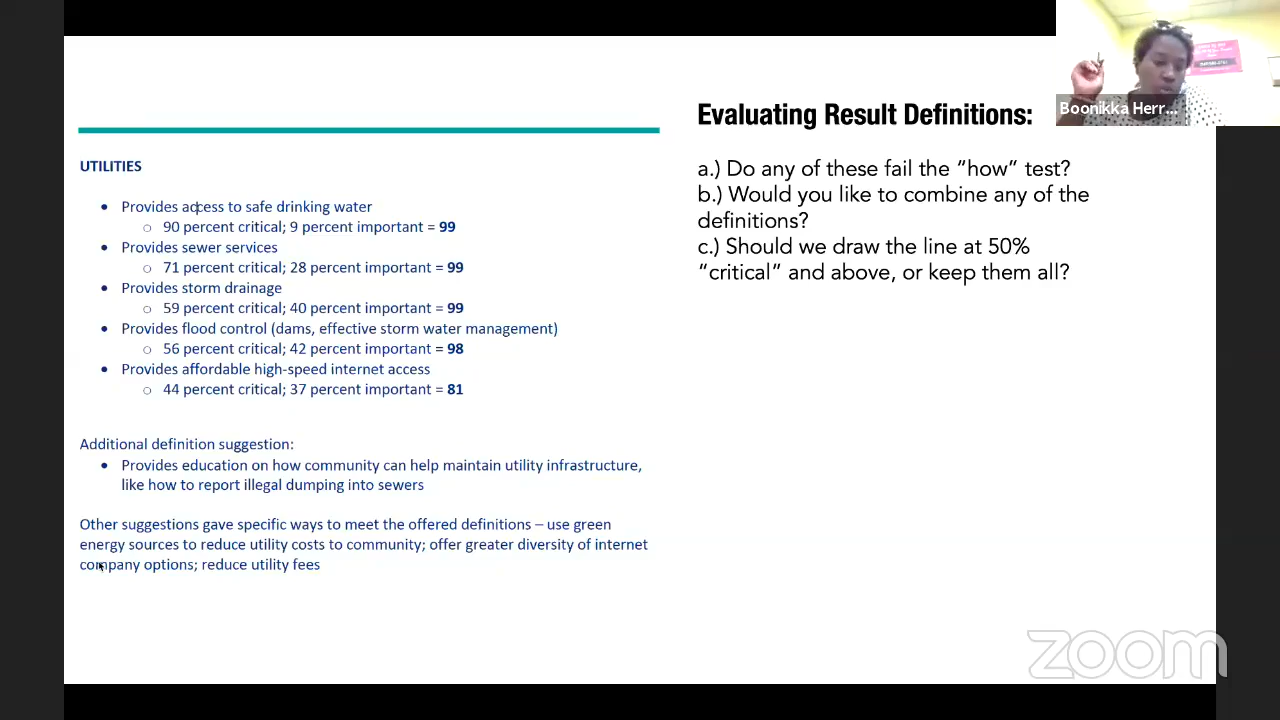 UTILITIES
• Provides access to safe drinking water
○ 90 percent critical; 9 percent important = 99
• Provides sewer services
○ 71 percent critical; 28 percent important = 99
• Provides storm drainage
○ 59 percent critical; 40 percent important = 99
• Provides flood control (dams, effective storm water management)
○ 56 percent critical; 42 percent important = 98
• Provides affordable high-speed internet access
○ 44 percent critical; 37 percent important = 81
Additional definition suggestion:
• Provides education on how community can help maintain utility infrastructure,
like how to report illegal dumping into sewers
Other suggestions gave specific ways to meet the offered definitions – use green
energy sources to reduce utility costs to community; offer greater diversity of internet
company options; reduce utility fees
Evaluating Result Definitions:
a.) Do any of these fail the “how” test?
b.) Would you like to combine any of the
definitions?
c.) Should we draw the line at 50%
“critical” and above, or keep them all?
Boonikka Herr...
zoom